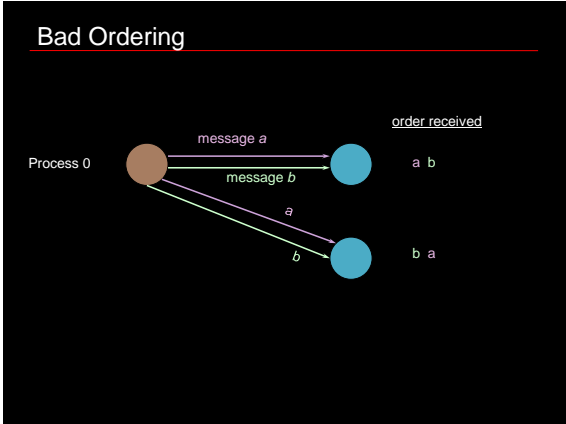 Bad Ordering
order received
message a
Process 0
a b
message b
a
b
b a